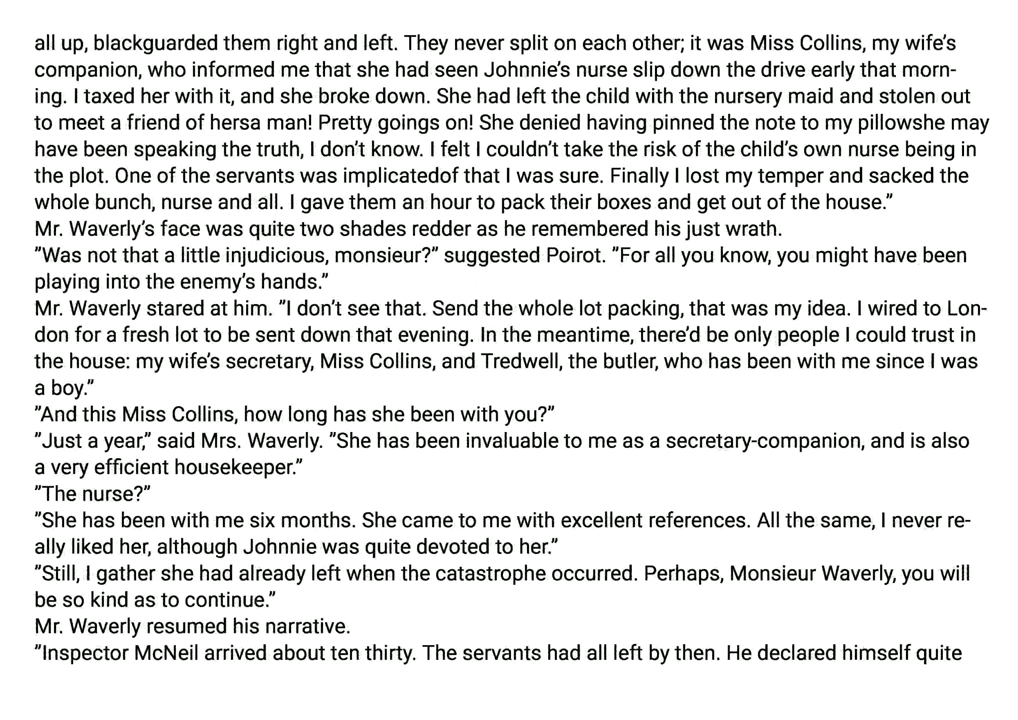 all up, blackguarded them right and left. They never split on each other; it was Miss Collins, my wife’s
companion, who informed me that she had seen Johnnie’s nurse slip down the drive early that morn-
ing. I taxed her with it, and she broke down. She had left the child with the nursery maid and stolen out
to meet a friend of hersa man! Pretty goings on! She denied having pinned the note to my pillowshe may
have been speaking the truth, I don’t know. I felt I couldn’t take the risk of the child’s own nurse being in
the plot. One of the servants was implicatedof that I was sure. Finally I lost my temper and sacked the
whole bunch, nurse and all. I gave them an hour to pack their boxes and get out of the house.”
Mr. Waverly’s face was quite two shades redder as he remembered his just wrath.
”Was not that a little injudicious, monsieur?” suggested Poirot. ”For all you know, you might have been
playing into the enemy’s hands.”
Mr. Waverly stared at him. ”I don’t see that. Send the whole lot packing, that was my idea. I wired to Lon-
don for a fresh lot to be sent down that evening. In the meantime, there’d be only people I could trust in
the house: my wife’s secretary, Miss Collins, and Tredwell, the butler, who has been with me since I was
a boy.”
”And this Miss Collins, how long has she been with you?”
”Just a year,” said Mrs. Waverly. ”She has been invaluable to me as a secretary-companion, and is also
a very efficient housekeeper.”
”The nurse?”
”She has been with me six months. She came to me with excellent references. All the same, I never re-
ally liked her, although Johnnie was quite devoted to her.”
”Still, I gather she had already left when the catastrophe occurred. Perhaps, Monsieur Waverly, you will
be so kind as to continue.”
Mr. Waverly resumed his narrative.
”Inspector McNeil arrived about ten thirty. The servants had all left by then. He declared himself quite